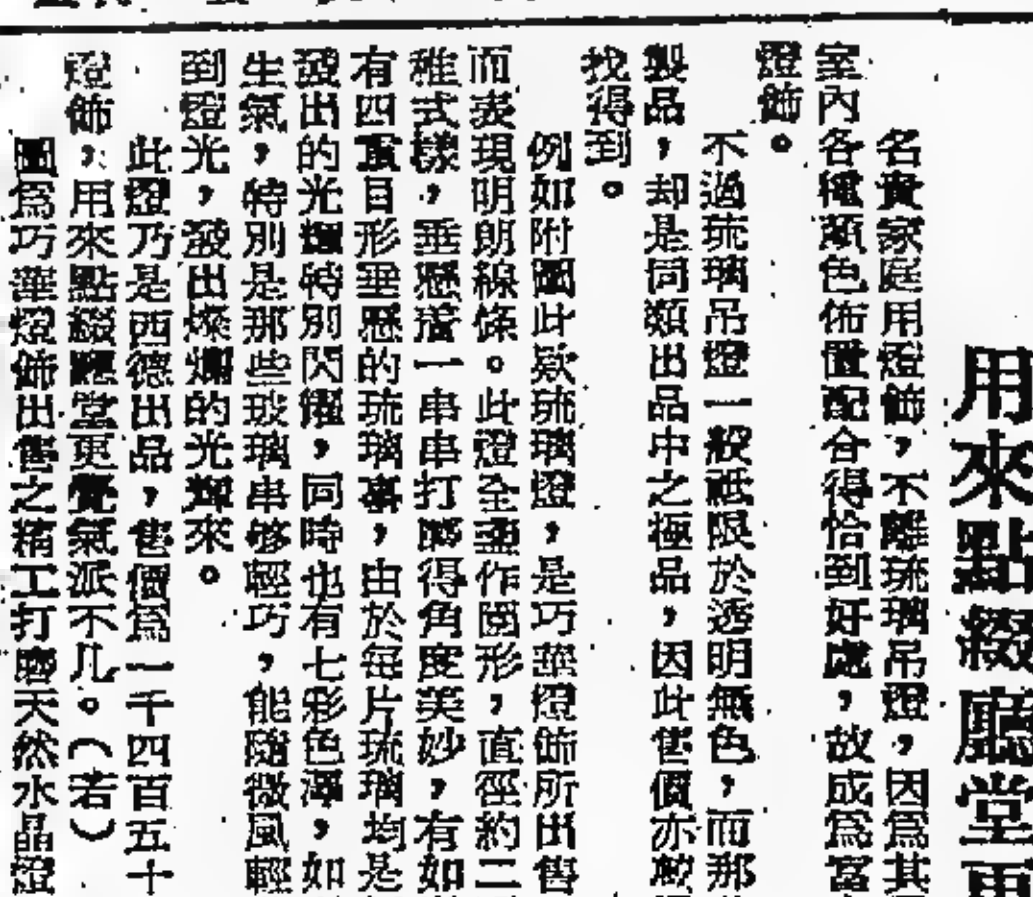 用來點綴廳堂更
名貴家庭用燈飾，不離琉璃吊燈，因為其
室內各種顏色佈置配合得恰到好處，故成為富
燈飾。
不過琉璃吊燈一般祗限於透明無色，而那
製品，却是同類出品中之極品，因此售價亦較
找得到。
例如附圖此款琉璃燈，是巧華燈飾所出售
而表現明朗線條。此燈全盞作圓形，直徑約二
稚式樣，垂懸着一串串打磨得角度美妙，有如
有四頂目形垂懸的琉璃串，由於每片琉璃均是
發出的光輝特別閃耀，同時也有七彩色澤，如
生氣，特別是那些玻璃串够輕巧，能隨微風輕
到燈光，發出燦爛的光輝來。
此燈乃是西德出品，售價為一千四百五十
燈飾，用來點綴廳堂更覺氣派不凡。（若）
圖為巧華燈飾出售之精工打磨天然水晶燈